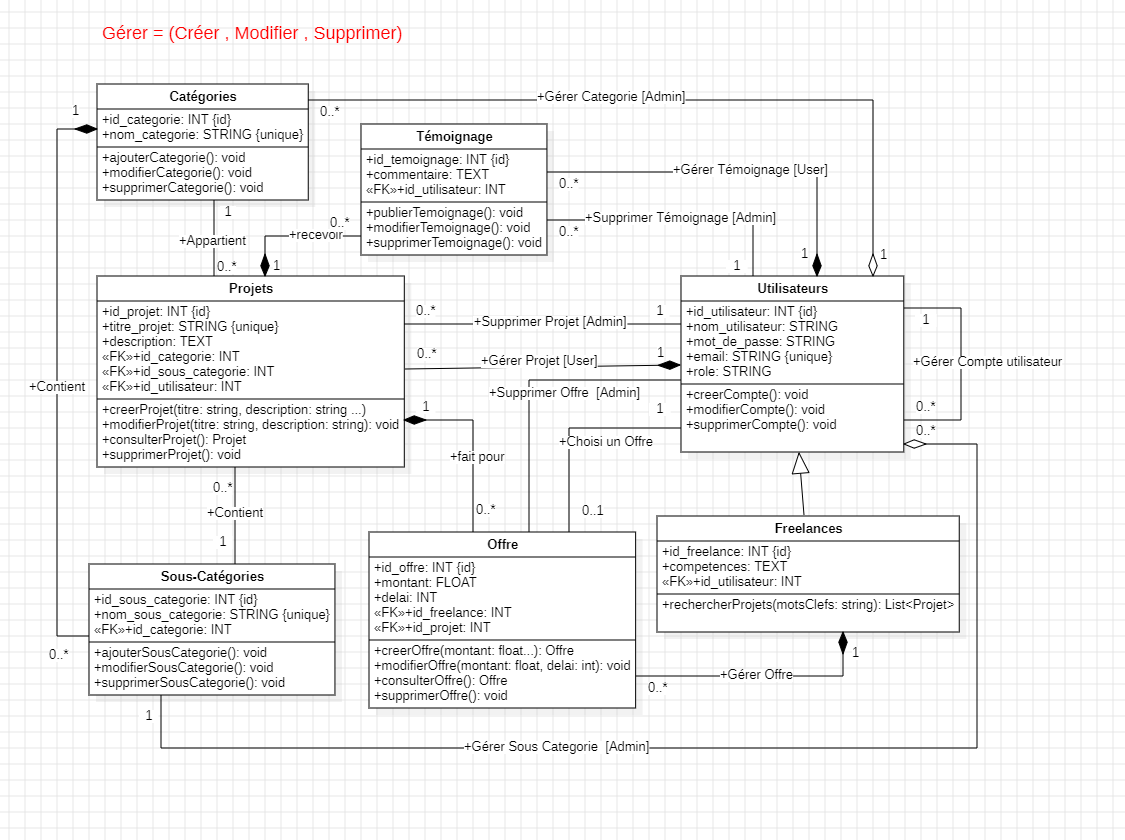 Gérer = (Créer , Modifier , Supprimer)
Catégories
+id_categorie: INT {id}
+nom_categorie: STRING {unique}
+ajouterCategorie(): void
+modifierCategorie(): void
+supprimerCategorie(): void
1
0..*
+Gérer Categorie [Admin]
1
Témoignage
+id_temoignage: INT {id}
+commentaire: TEXT
«FK»+id_utilisateur: INT
+publierTemoignage(): void
+modifierTemoignage(): void
+supprimerTemoignage(): void
+Gérer Témoignage [User]
0..*
1
+Supprimer Témoignage [Admin]
0..*
1
1
+Appartient
0..*
0..*
+recevoir
1
Projets
+id_projet: INT {id}
+titre_projet: STRING {unique}
+description: TEXT
«FK»+id_categorie: INT
«FK»+id_sous_categorie: INT
«FK»+id_utilisateur: INT
+creerProjet(titre: string, description: string ...)
+modifierProjet(titre: string, description: string): void
+consulterProjet(): Projet
+supprimerProjet(): void
Utilisateurs
+id_utilisateur: INT {id}
+nom_utilisateur: STRING
+mot_de_passe: STRING
+email: STRING {unique}
+role: STRING
+creerCompte(): void
+modifierCompte(): void
+supprimerCompte(): void
0..*
+Supprimer Projet [Admin]
1
0..*
+Gérer Projet [User]
1
1
+Gérer Compte utilisateur
0..*
0..*
+Supprimer Offre  [Admin]
1
+Choisi un Offre
0..1
+Contient
1
+fait pour
0..*
0..*
+Contient
1
Sous-Catégories
+id_sous_categorie: INT {id}
+nom_sous_categorie: STRING {unique}
«FK»+id_categorie: INT
+ajouterSousCategorie(): void
+modifierSousCategorie(): void
+supprimerSousCategorie(): void
0..*
1
Offre
+id_offre: INT {id}
+montant: FLOAT
+delai: INT
«FK»+id_freelance: INT
«FK»+id_projet: INT
+creerOffre(montant: float...): Offre
+modifierOffre(montant: float, delai: int): void
+consulterOffre(): Offre
+supprimerOffre(): void
Freelances
+id_freelance: INT {id}
+competences: TEXT
«FK»+id_utilisateur: INT
+rechercherProjets(motsClefs: string): List<Projet>
1
+Gérer Offre
0..*
+Gérer Sous Categorie  [Admin]